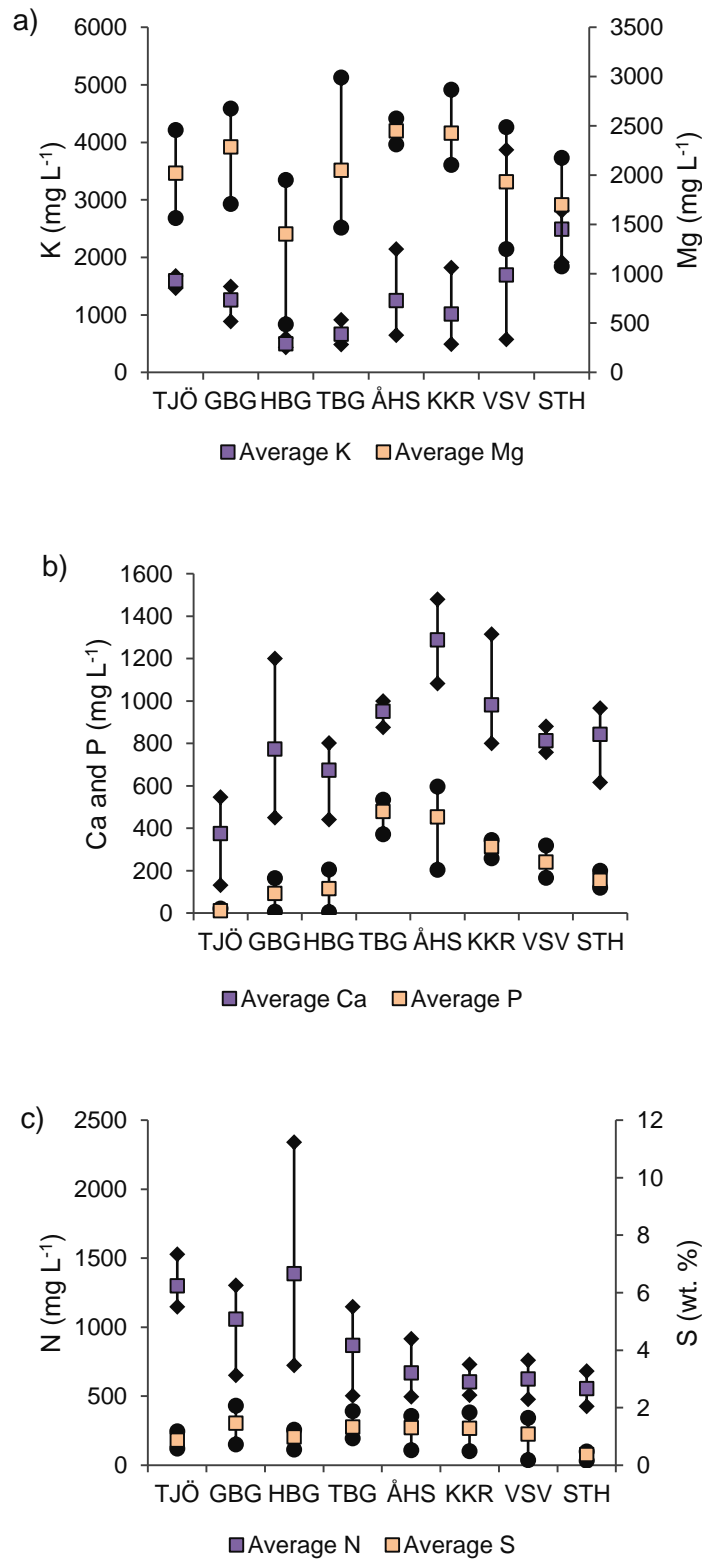 a)
K (mg L⁻¹)
6000
5000
4000
3000
2000
1000
0
3500
3000
2500
2000
1500
1000
500
0
Mg (mg L⁻¹)
TJÖ GBG HBG TBG ÅHS KKR VSV STH
Average K Average Mg
b)
Ca and P (mg L⁻¹)
1600
1400
1200
1000
800
600
400
200
0
TJÖ GBG HBG TBG ÅHS KKR VSV STH
Average Ca Average P
c)
N (mg L⁻¹)
2500
2000
1500
1000
500
0
12
10
8
6
4
2
0
S (wt. %)
TJÖ GBG HBG TBG ÅHS KKR VSV STH
Average N Average S